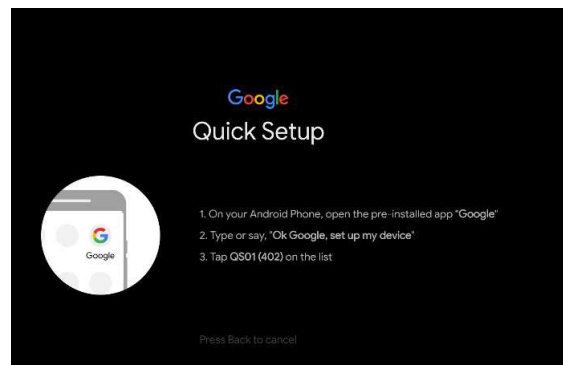 Google
Quick Setup
1. On your Android Phone, open the pre-installed app "Google"
2. Type or say, "Ok Google, set up my device"
3. Tap QS01 (402) on the list
Google
Press Back to cancel